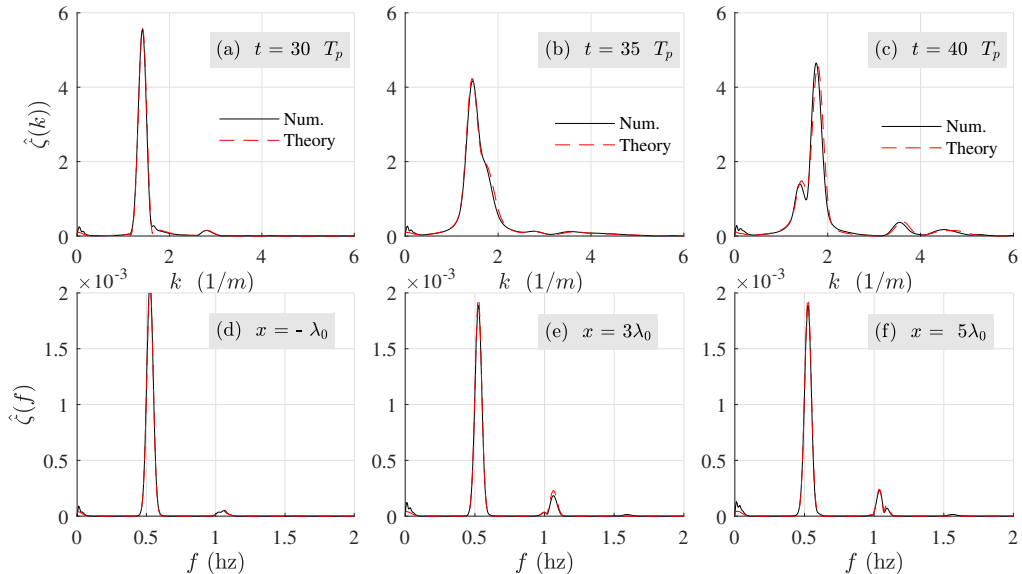 (a) t = 30 T_p
(b) t = 35 T_p
(c) t = 40 T_p
6
4
2
0
ζ̂(k))
Num.
Theory
0 2 4 6
k (1/m)
6
4
2
0
Num.
Theory
0 2 4 6
k (1/m)
6
4
2
0
Num.
Theory
0 2 4 6
k (1/m)
×10⁻³
(d) x = - λ₀
2
1.5
1
0.5
0
ζ̂(f)
0 0.5 1 1.5 2
f (hz)
×10⁻³
(e) x = 3λ₀
2
1.5
1
0.5
0
0 0.5 1 1.5 2
f (hz)
×10⁻³
(f) x = 5λ₀
2
1.5
1
0.5
0
0 0.5 1 1.5 2
f (hz)